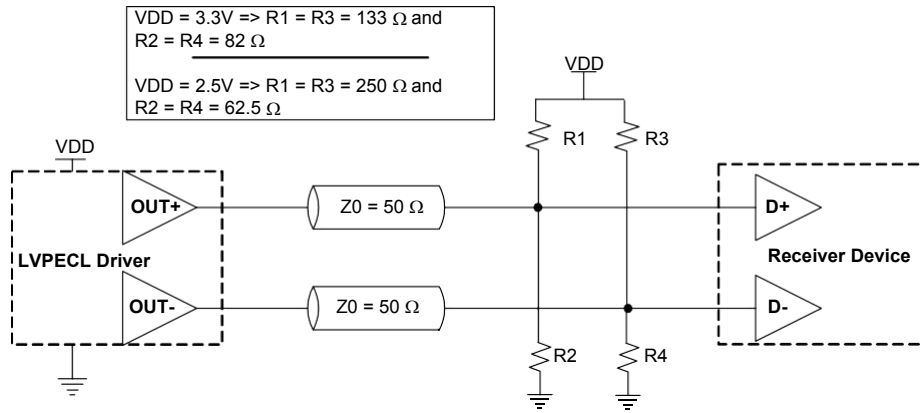 VDD = 3.3V => R1 = R3 = 133 Ω and
R2 = R4 = 82 Ω
VDD = 2.5V => R1 = R3 = 250 Ω and
R2 = R4 = 62.5 Ω
VDD
VDD
R1
R3
OUT+
Z0 = 50 Ω
D+
LVPECL Driver
Receiver Device
OUT-
Z0 = 50 Ω
D-
R2
R4